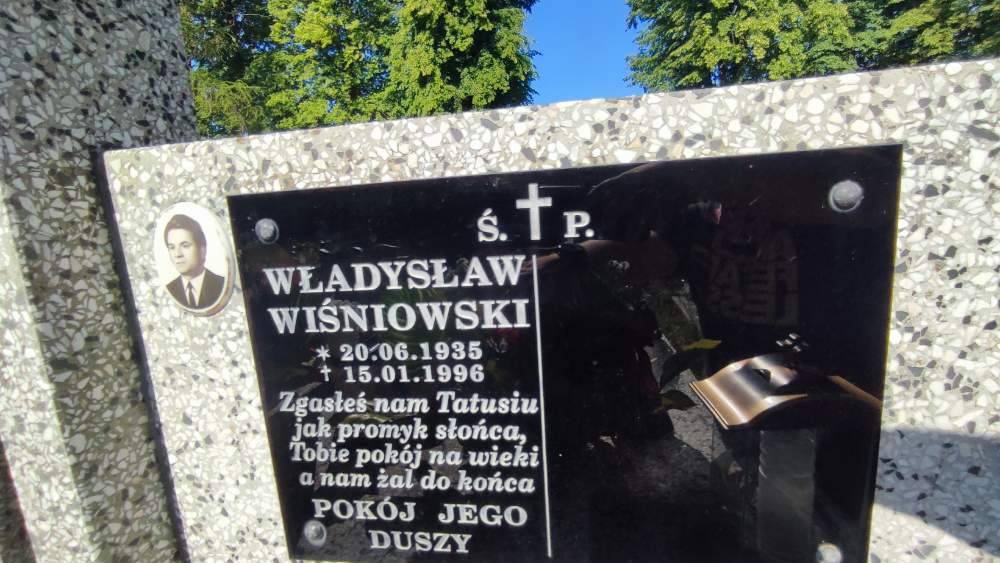 Ś. P.
WŁADYSŁAW
WIŚNIOWSKI
* 20.06.1935
† 15.01.1996
Zgasłeś nam Tatusiu
jak promyk słońca,
Tobie pokój na wieki
a nam żal do końca
POKÓJ JEGO
DUSZY